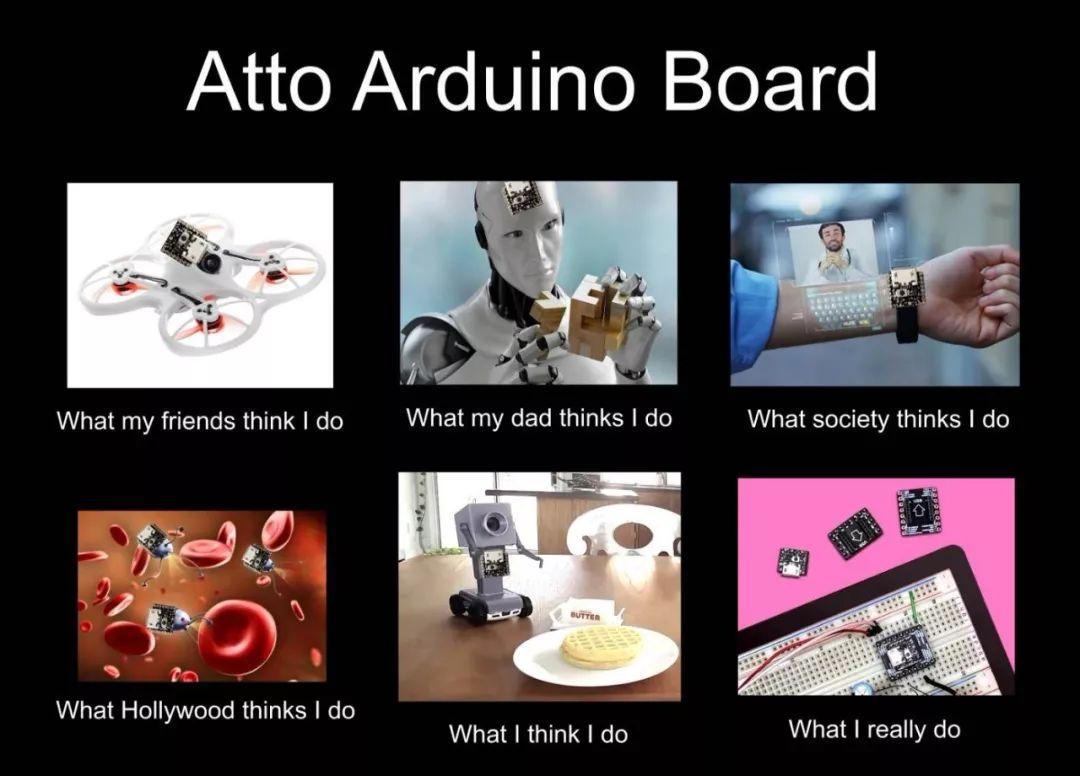 Atto Arduino Board
What my friends think I do
What my dad thinks I do
What society thinks I do
BUTTER
What Hollywood thinks I do
What I think I do
What I really do